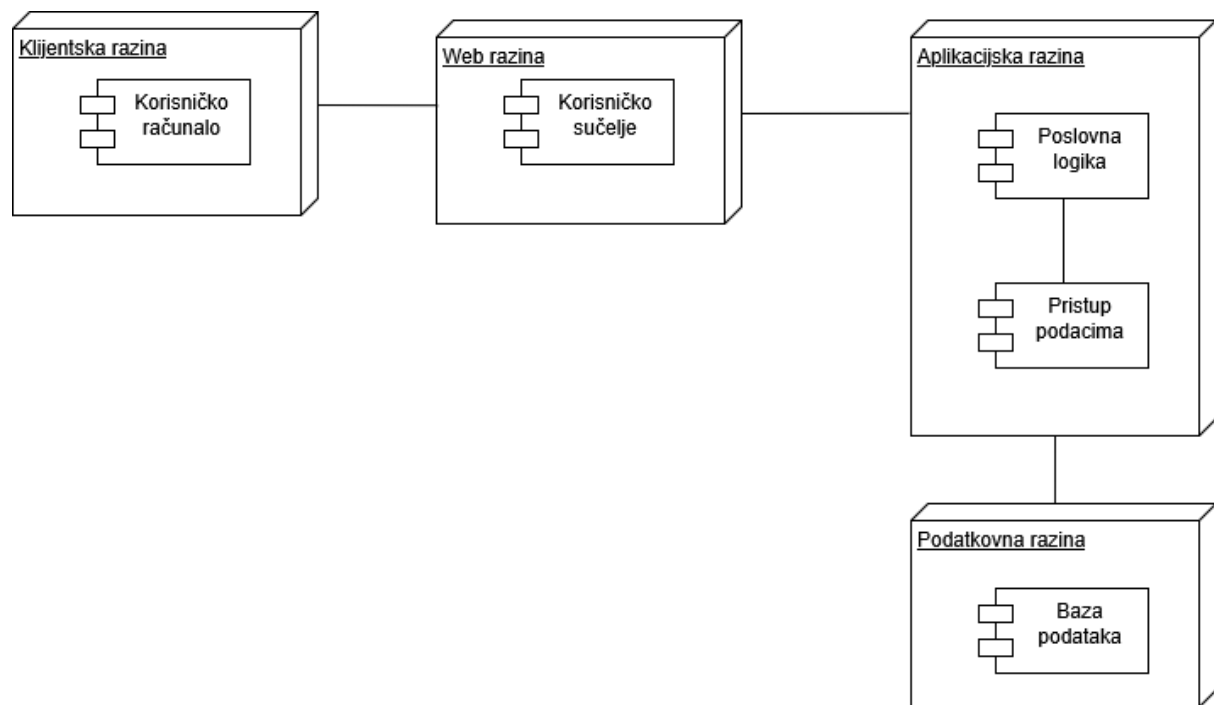 Klijentska razina
Korisničko
računalo
Web razina
Korisničko
sučelje
Aplikacijska razina
Poslovna
logika
Pristup
podacima
Podatkovna razina
Baza
podataka